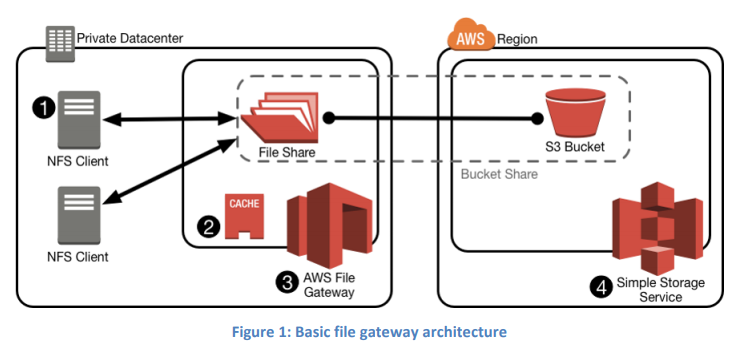 Private Datacenter
AWS
Region
1
NFS Client
File Share
S3 Bucket
Bucket Share
NFS Client
2
CACHE
3
AWS File
Gateway
4
Simple Storage
Service
Figure 1: Basic file gateway architecture